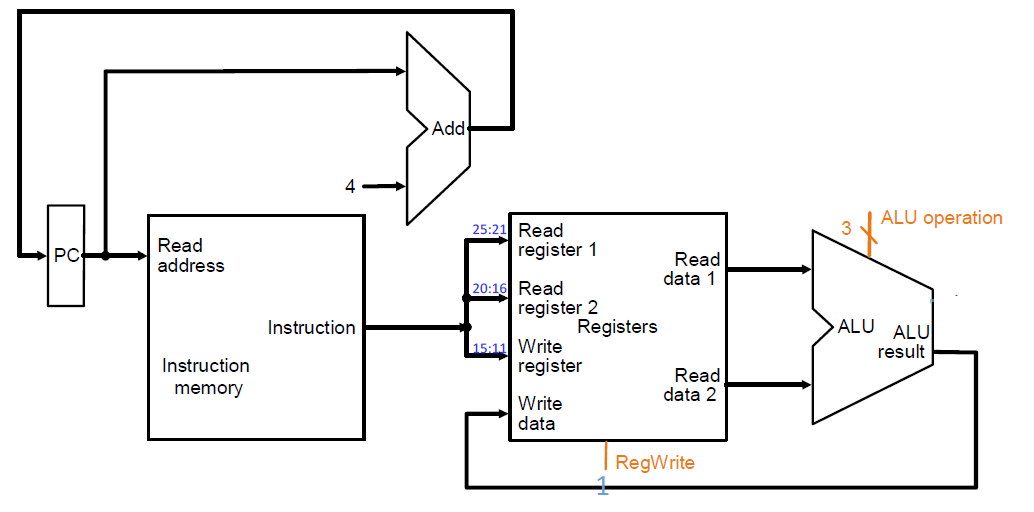 Add
4
PC
Read
address
Instruction
Instruction
memory
25:21
Read
register 1
20:16
Read
register 2
Registers
15:11
Write
register
Write
data
Read
data 1
Read
data 2
RegWrite
1
3
ALU operation
ALU
ALU
result